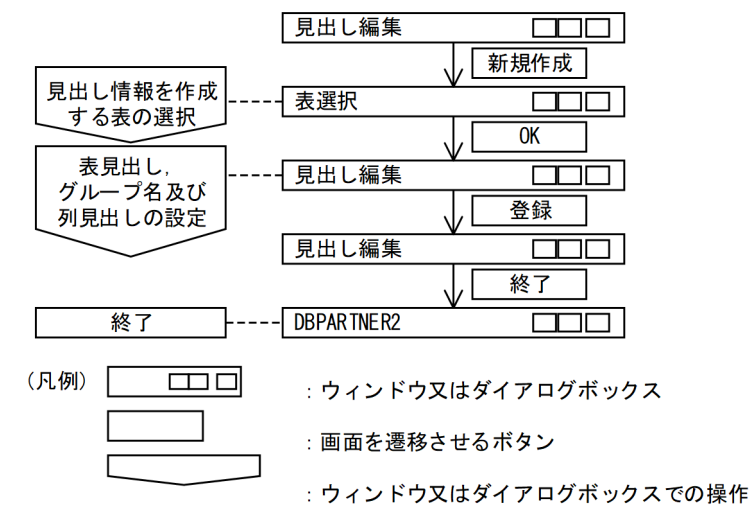 見出し編集
新規作成
見出し情報を作成
する表の選択
表選択
OK
表見出し,
グループ名及び
列見出しの設定
見出し編集
登録
見出し編集
終了
終了
DBPARTNER2
(凡例)
:ウィンドウ又はダイアログボックス
:画面を遷移させるボタン
:ウィンドウ又はダイアログボックスでの操作